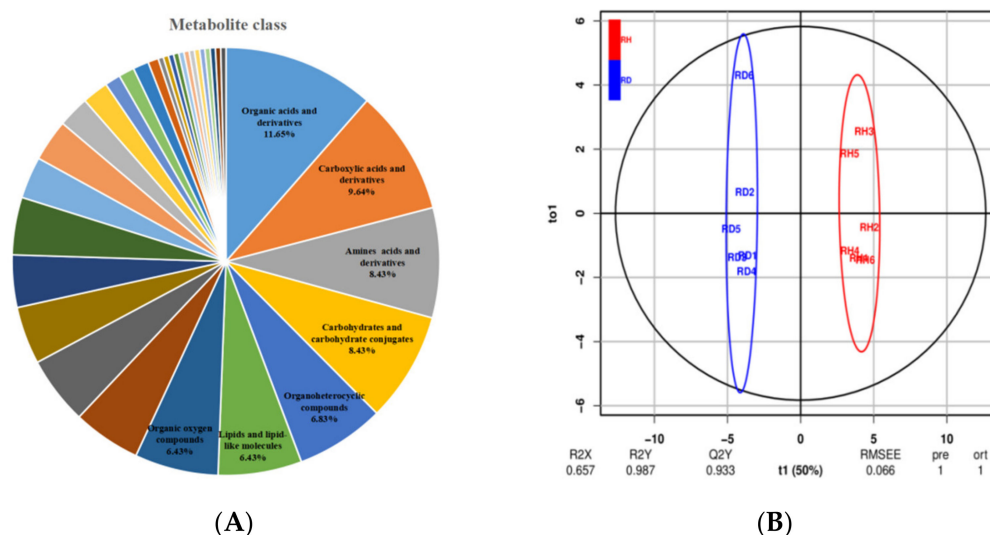 Metabolite class
Organic acids and
derivatives
11.65%
Carboxylic acids and
derivatives
9.64%
Amines acids and
derivatives
8.43%
Carbohydrates and
carbohydrate conjugates
8.43%
Organoheterocyclic
compounds
6.83%
Lipids and lipid-
like molecules
6.43%
Organic oxygen
compounds
6.43%
(A)
RH
RD
to1
6
4
2
0
−2
−4
−6
RD6
RD2
RD5
RD1
RD4
RH3
RH5
RH2
RH4
RH6
−10
−5
0
5
10
R2X R2Y Q2Y RMSEE pre ort
0.657 0.987 0.933 t1 (50%) 0.066 1 1
(B)